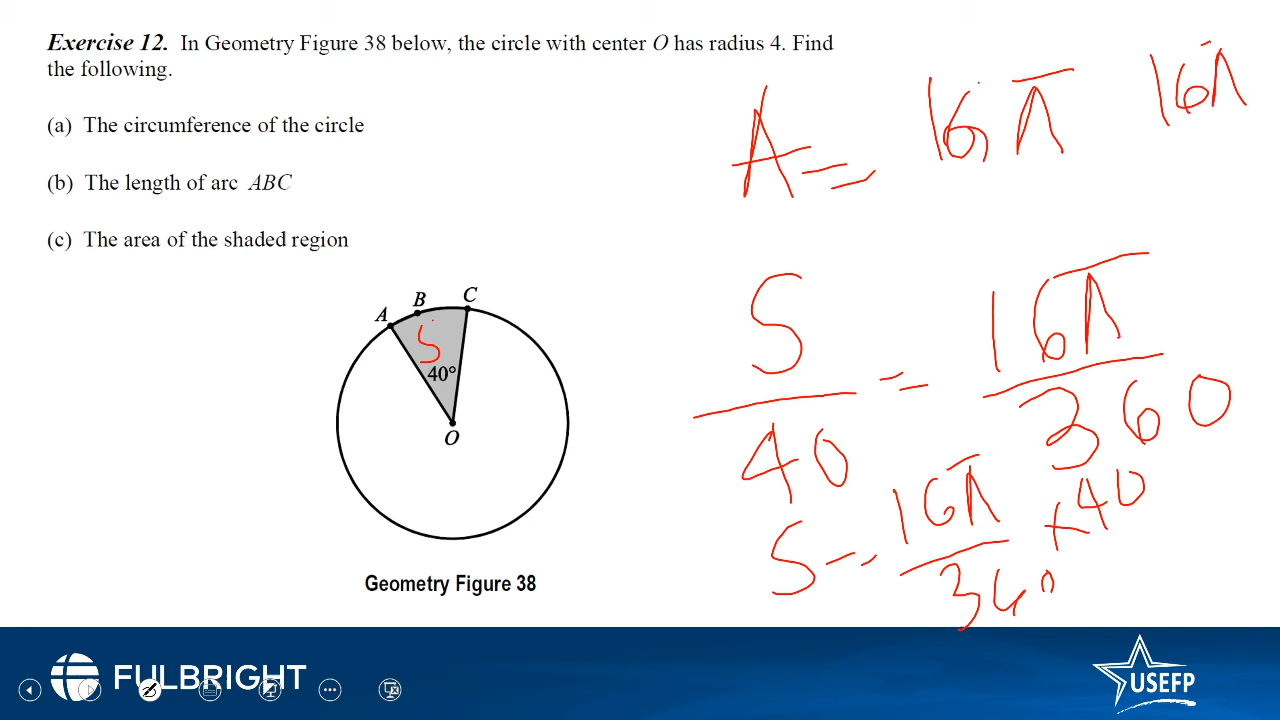 Exercise 12. In Geometry Figure 38 below, the circle with center O has radius 4. Find
the following.
(a) The circumference of the circle
(b) The length of arc ABC
(c) The area of the shaded region
A B C
S
40°
O
Geometry Figure 38
A = 16π 16π
S/40 = 16π/360
S = 16π/360 × 40
FULBRIGHT
USEFP